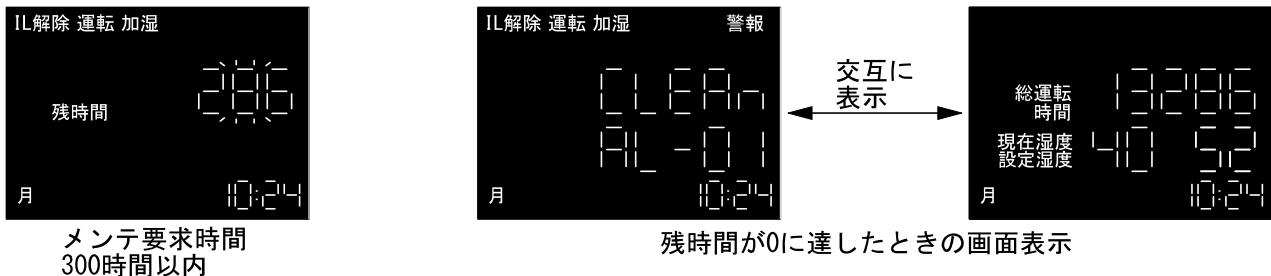 IL解除 運転 加湿
286
残時間
月 10:24
メンテ要求時間
300時間以内
IL解除 運転 加湿 警報
CLEAn
AL-01
月 10:24
交互に
表示
総運転
時間 13286
現在湿度
設定湿度 40 52
月 10:24
残時間が0に達したときの画面表示